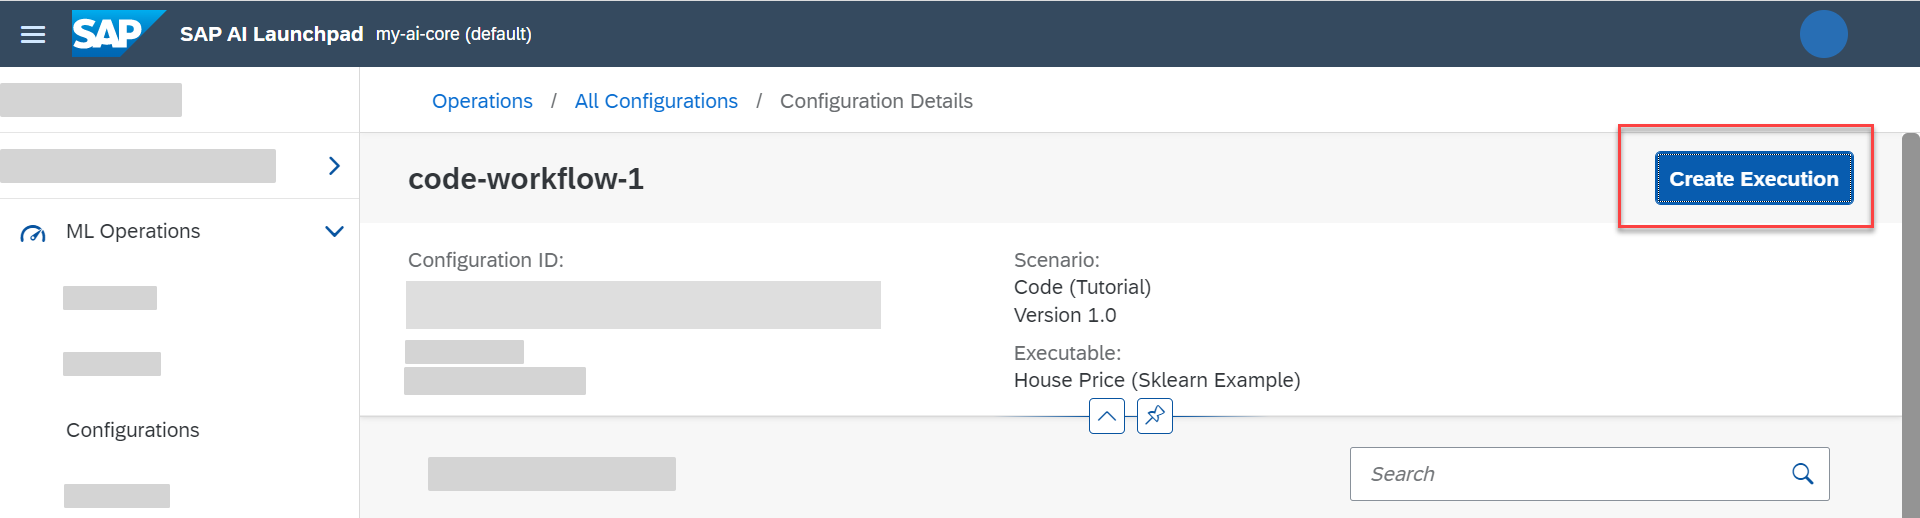 SAP SAP AI Launchpad my-ai-core (default)
Operations / All Configurations / Configuration Details
code-workflow-1
Create Execution
ML Operations
Configurations
Configuration ID:
Scenario:
Code (Tutorial)
Version 1.0
Executable:
House Price (Sklearn Example)
Search